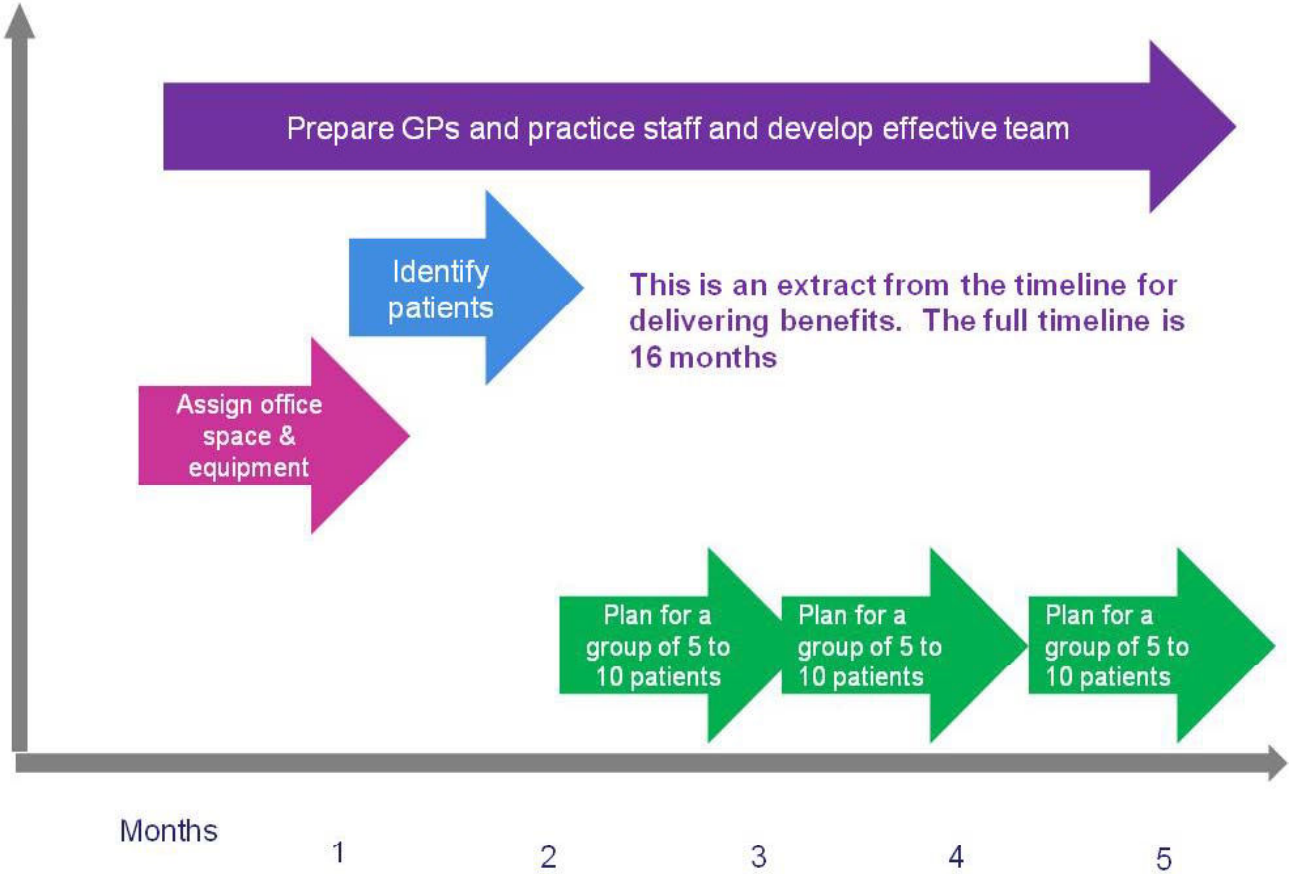 Prepare GPs and practice staff and develop effective team
Identify
patients
This is an extract from the timeline for
delivering benefits. The full timeline is
16 months
Assign office
space &
equipment
Plan for a
group of 5 to
10 patients
Plan for a
group of 5 to
10 patients
Plan for a
group of 5 to
10 patients
Months
1
2
3
4
5